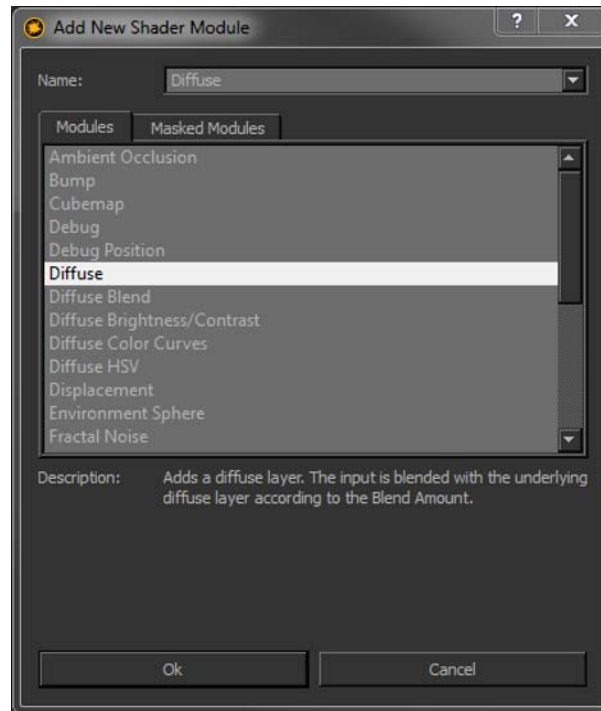 Add New Shader Module
? X
Name: Diffuse
Modules Masked Modules
Ambient Occlusion
Bump
Cubemap
Debug
Debug Position
Diffuse
Diffuse Blend
Diffuse Brightness/Contrast
Diffuse Color Curves
Diffuse HSV
Displacement
Environment Sphere
Fractal Noise
Description: Adds a diffuse layer. The input is blended with the underlying
diffuse layer according to the Blend Amount.
Ok Cancel